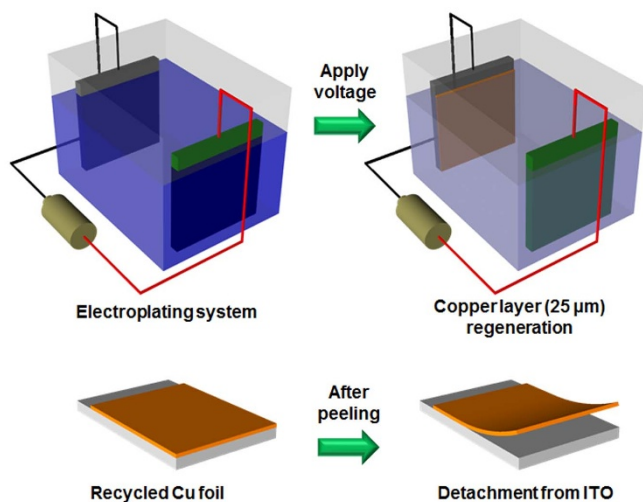 Apply
voltage
Electroplating system
Copper layer (25 µm)
regeneration
After
peeling
Recycled Cu foil
Detachment from ITO